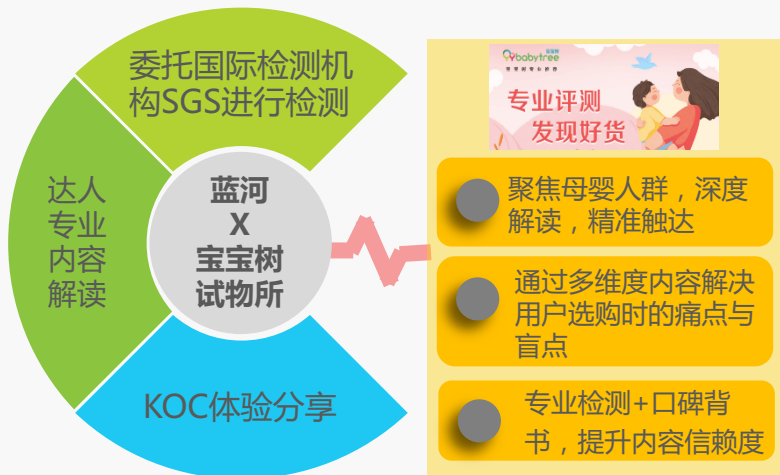 委托国际检测机
构SGS进行检测
达人
专业
内容
解读
蓝河
X
宝宝树
试物所
KOC体验分享
babytree
专业评测
发现好货
聚焦母婴人群，深度
解读，精准触达
通过多维度内容解决
用户选购时的痛点与
盲点
专业检测+口碑背
书，提升内容信赖度